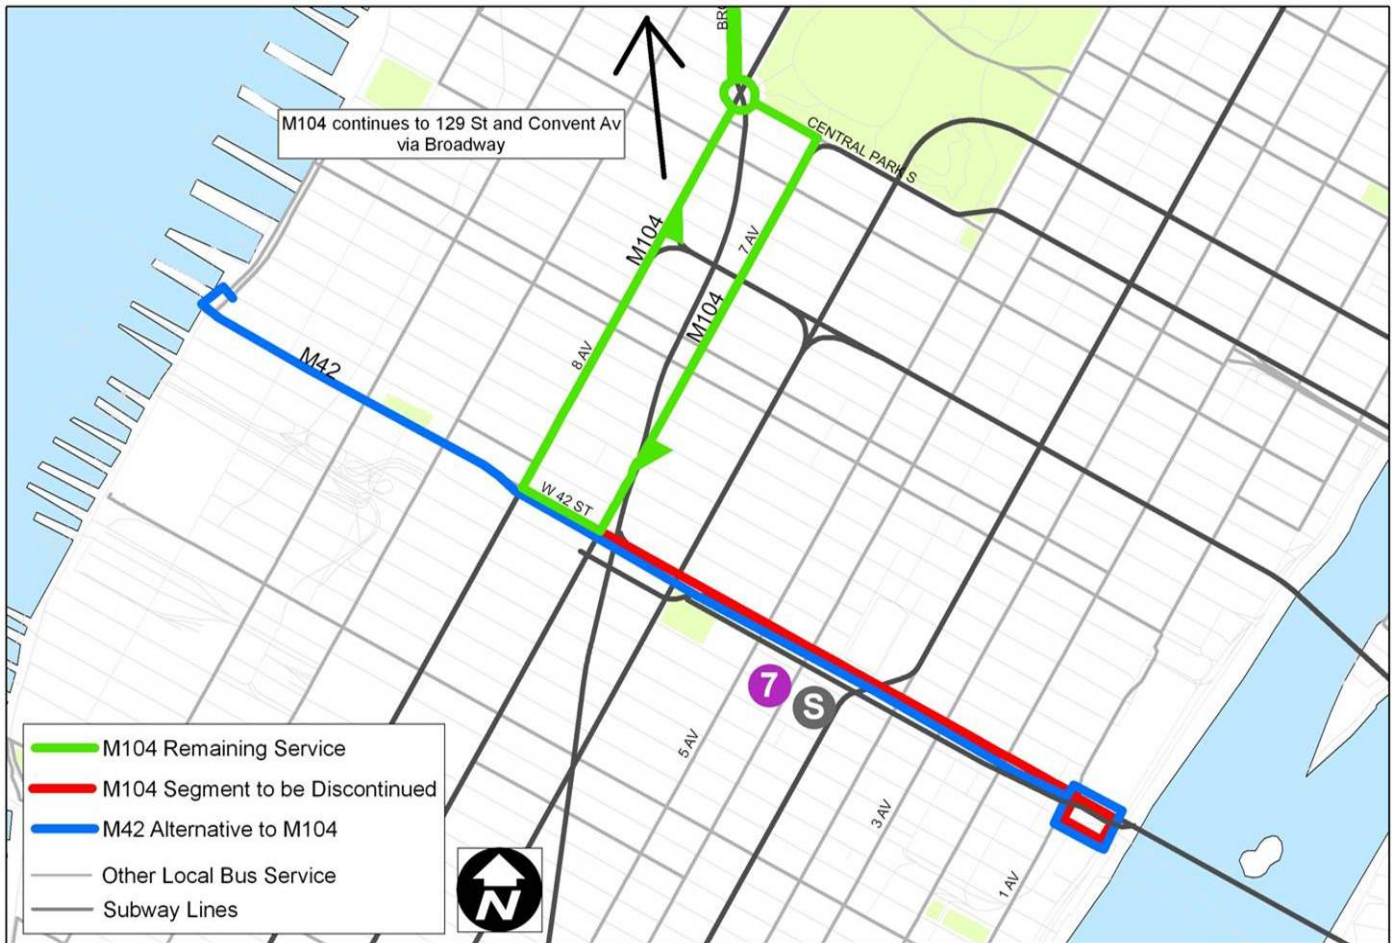 BRO
M104 continues to 129 St and Convent Av
via Broadway
CENTRAL PARK S
M104
7 AV
M104
8 AV
M42
W 42 ST
7
S
5 AV
3 AV
1 AV
M104 Remaining Service
M104 Segment to be Discontinued
M42 Alternative to M104
Other Local Bus Service
Subway Lines
N